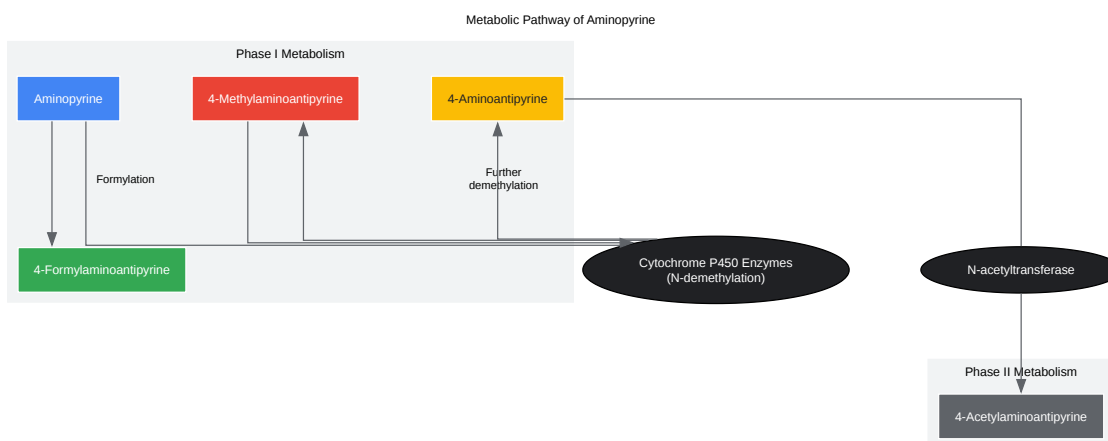 Metabolic Pathway of Aminopyrine
Phase I Metabolism
Aminopyrine
4-Methylaminoantipyrine
4-Aminoantipyrine
Formylation
Further
demethylation
4-Formylaminoantipyrine
Cytochrome P450 Enzymes
(N-demethylation)
N-acetyltransferase
Phase II Metabolism
4-Acetylaminoantipyrine